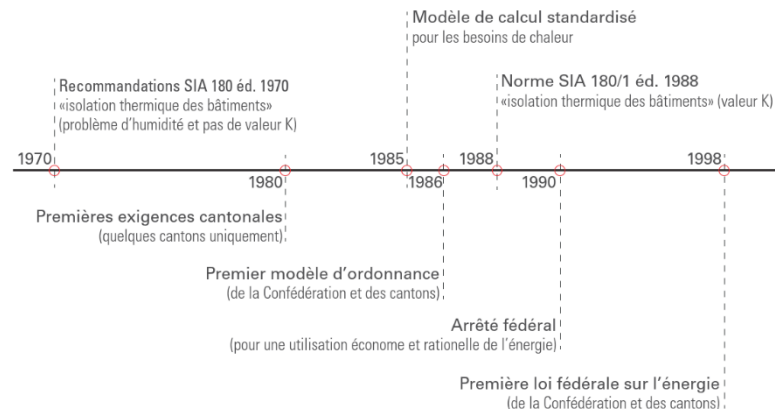 Modèle de calcul standardisé
pour les besoins de chaleur
Recommandations SIA 180 éd. 1970
«isolation thermique des bâtiments»
(problème d'humidité et pas de valeur K)
Norme SIA 180/1 éd. 1988
«isolation thermique des bâtiments» (valeur K)
1970
1980
1985
1986
1988
1990
1998
Premières exigences cantonales
(quelques cantons uniquement)
Premier modèle d'ordonnance
(de la Confédération et des cantons)
Arrêté fédéral
(pour une utilisation économe et rationelle de l'énergie)
Première loi fédérale sur l'énergie
(de la Confédération et des cantons)